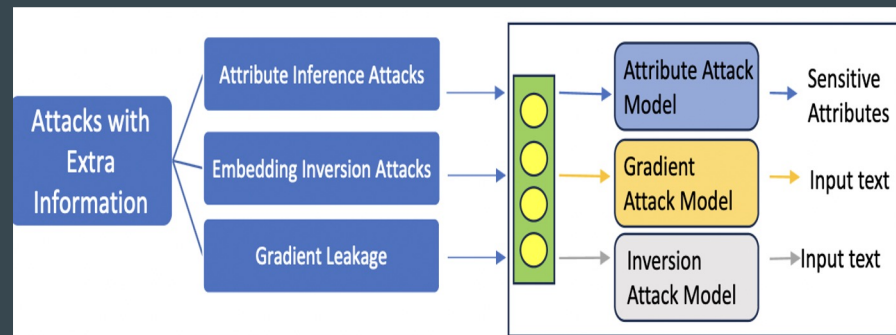 Attacks with
Extra
Information
Attribute Inference Attacks
Embedding Inversion Attacks
Gradient Leakage
Attribute Attack
Model
Sensitive
Attributes
Gradient
Attack Model
Input text
Inversion
Attack Model
Input text